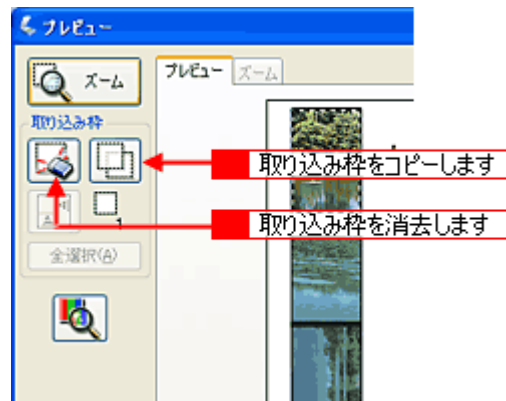 プレビュー
ズーム
プレビュー ズーム
取り込み枠
取り込み枠をコピーします
1
取り込み枠を消去します
全選択(A)